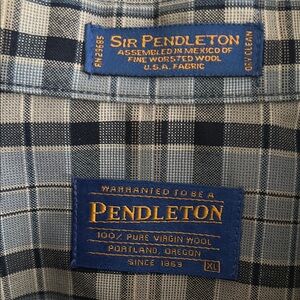 SIR PENDLETON
ASSEMBLED IN MEXICO OF
FINE WORSTED WOOL
U.S.A. FABRIC
RN 29685
DRY CLEAN
WARRANTED TO BE A
PENDLETON
100% PURE VIRGIN WOOL
PORTLAND, OREGON
SINCE 1863
XL